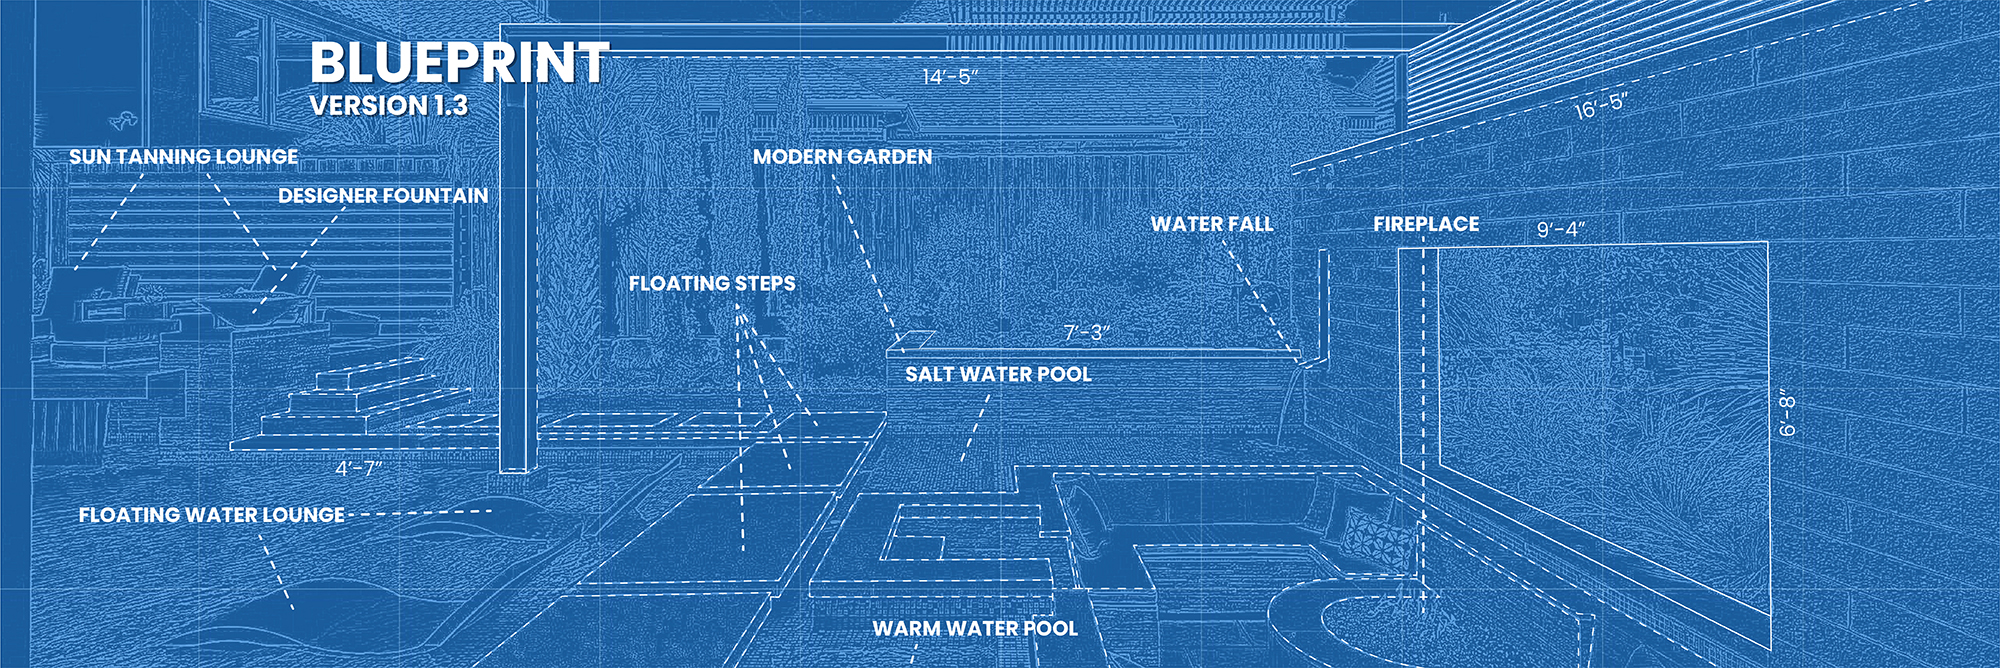 BLUEPRINT
VERSION 1.3
14'-5"
16'-5"
SUN TANNING LOUNGE
MODERN GARDEN
DESIGNER FOUNTAIN
WATER FALL
FIREPLACE
9'-4"
FLOATING STEPS
7'-3"
SALT WATER POOL
6'-8"
4'-7"
FLOATING WATER LOUNGE
WARM WATER POOL